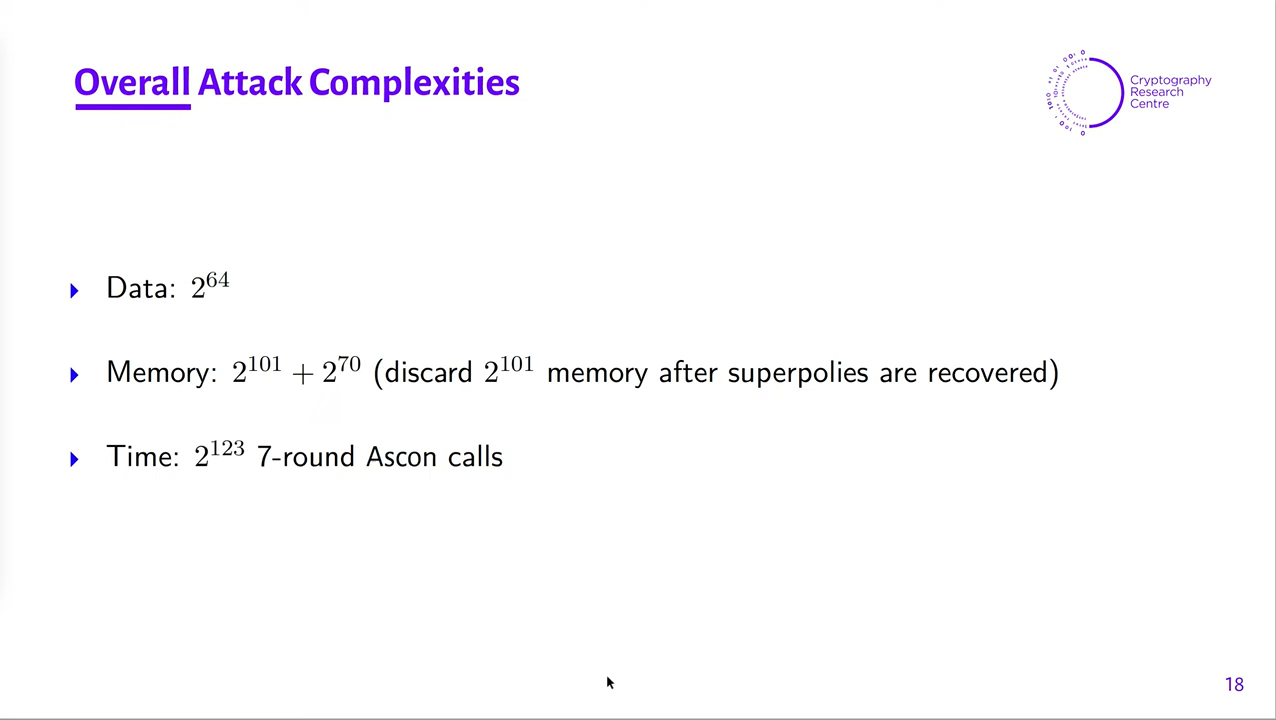 Overall Attack Complexities
Cryptography
Research
Centre
Data: 2^64
Memory: 2^101 + 2^70 (discard 2^101 memory after superpolies are recovered)
Time: 2^123 7-round Ascon calls
18